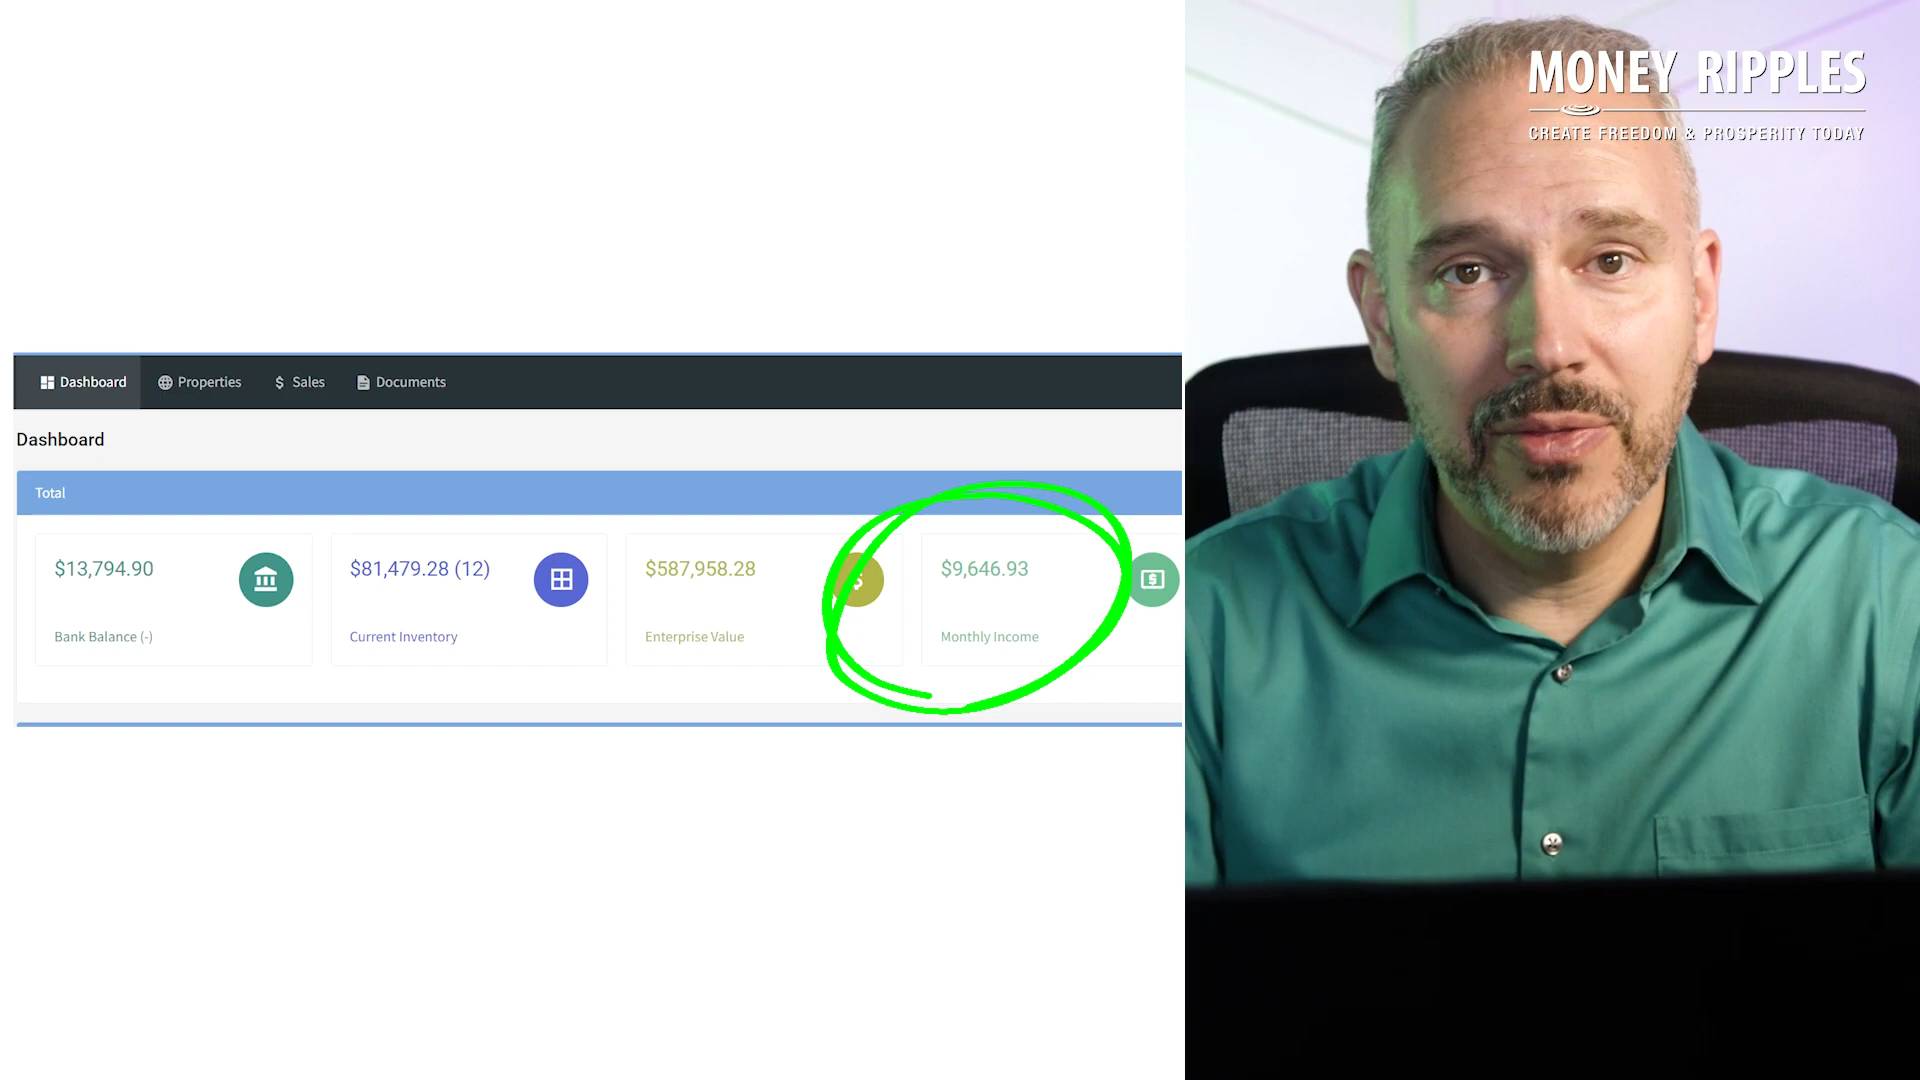 MONEY RIPPLES
CREATE FREEDOM & PROSPERITY TODAY
Dashboard Properties $ Sales Documents
Dashboard
Total
$13,794.90 $81,479.28 (12) $587,958.28 $9,646.93
Bank Balance (-) Current Inventory Enterprise Value Monthly Income